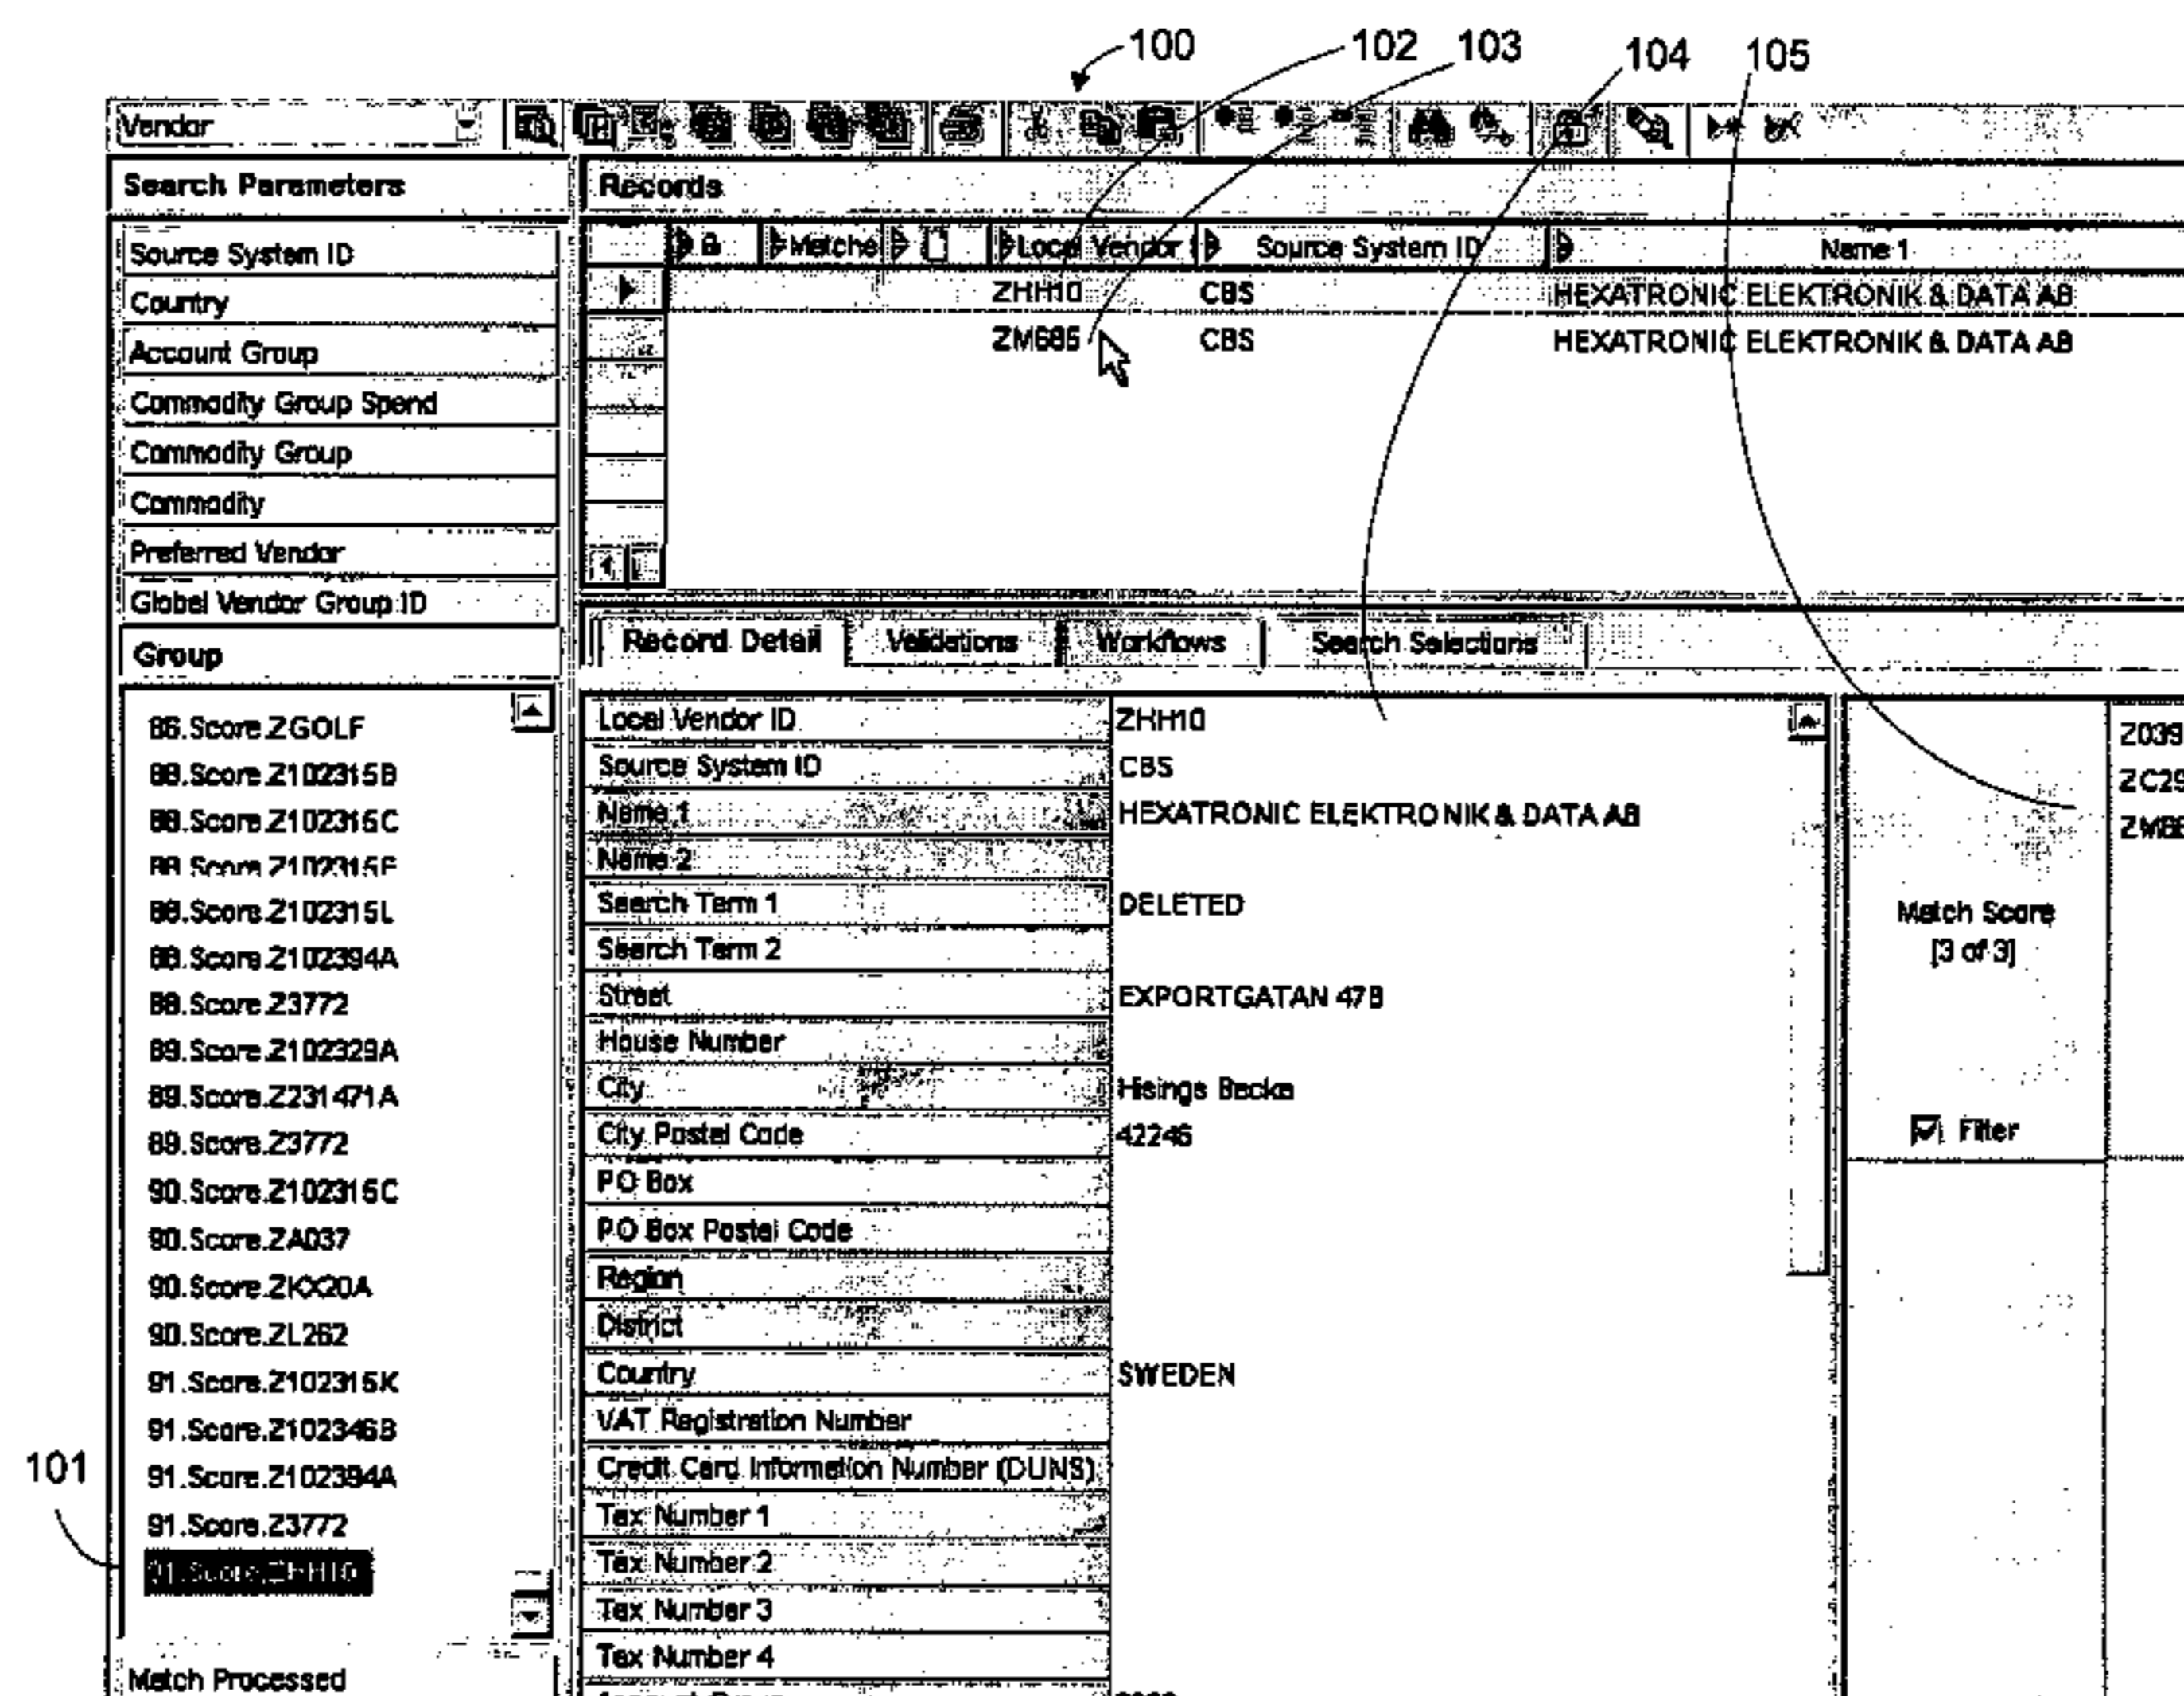 100
102
103
104
105
Vendor
Search Parameters
Records
Source System ID
Country
Account Group
Commodity Group Spend
Commodity Group
Commodity
Preferred Vendor
Global Vendor Group ID
Group
Matche
Local Vendor
Source System ID
Name 1
ZHH10
CBS
HEXATRONIC ELEKTRONIK & DATA AB
CBS
HEXATRONIC ELEKTRONIK & DATA AB
Record Detail
Validations
Workflows
Search Selections
86.Score.ZGOLF
88.Score.Z102315B
88.Score.Z102315C
88.Score.Z102315L
88.Score.Z102394A
88.Score.Z3772
89.Score.Z102329A
89.Score.Z231471A
89.Score.Z3772
90.Score.Z102315C
90.Score.ZA037
90.Score.ZKX20A
90.Score.ZL262
91.Score.Z102315K
91.Score.Z102346B
91.Score.Z102394A
91.Score.Z3772
101
Match Processed
Local Vendor ID
ZHH10
Source System ID
CBS
Name 1
HEXATRONIC ELEKTRONIK & DATA AB
Name 2
Search Term 1
DELETED
Search Term 2
Street
EXPORTGATAN 47B
House Number
City
Hisings Backa
City Postal Code
42246
PO Box
PO Box Postal Code
Region
District
Country
SWEDEN
VAT Registration Number
Credit Card Information Number (DUNS)
Tax Number 1
Tax Number 2
Tax Number 3
Tax Number 4
Z039
ZC29
Match Score
[3 of 3]
Filter